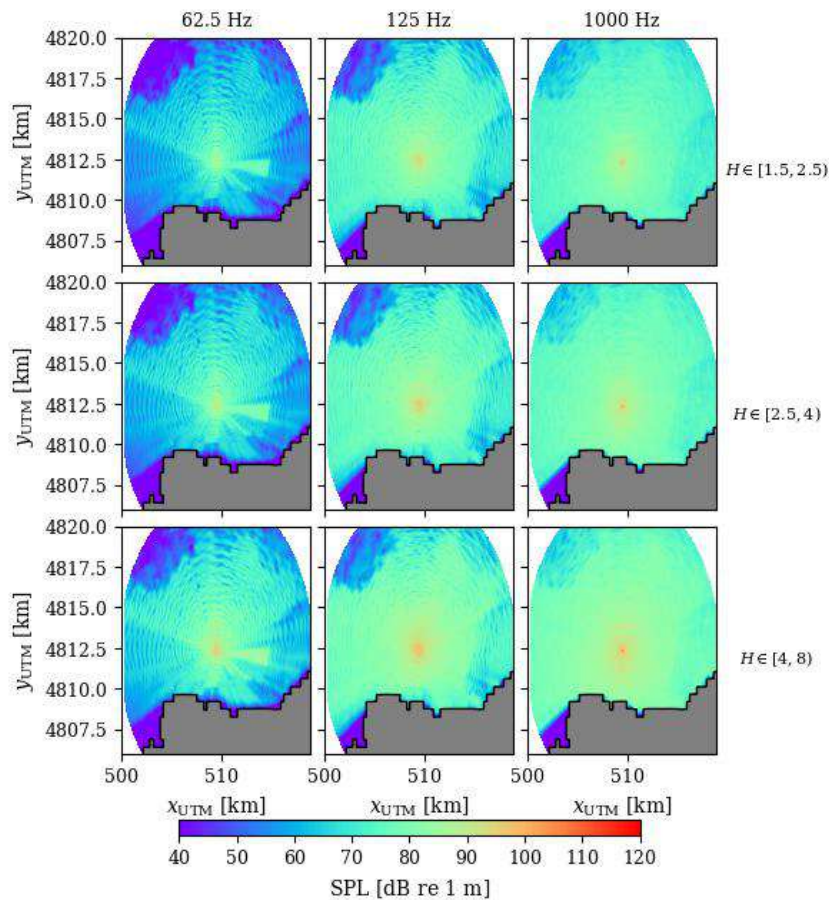 62.5 Hz 125 Hz 1000 Hz
4820.0
4817.5
4815.0
4812.5
4810.0
4807.5
y_UTM [km]
H ∈ [1.5, 2.5)
4820.0
4817.5
4815.0
4812.5
4810.0
4807.5
y_UTM [km]
H ∈ [2.5, 4)
4820.0
4817.5
4815.0
4812.5
4810.0
4807.5
y_UTM [km]
H ∈ [4, 8)
500 510 500 510 500 510
x_UTM [km] x_UTM [km] x_UTM [km]
40 50 60 70 80 90 100 110 120
SPL [dB re 1 m]